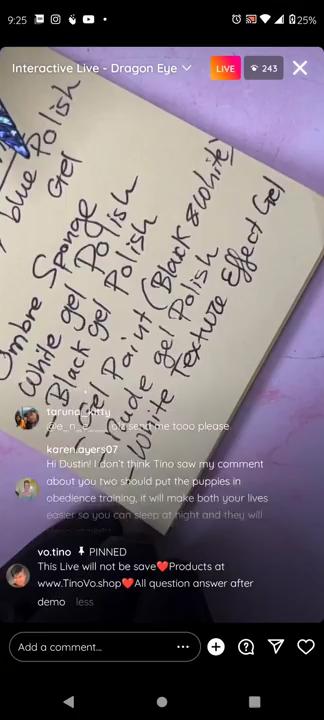 9:25
25%
Interactive Live - Dragon Eye
LIVE
243
blue Polish
Gel
Ombre Sponge
White gel Polish
Black gel Polish
Gel Paint (Black & White)
Nude gel Polish
White Texture Effect Gel
taruna_kitty
send me tooo please
karen.ayers07
Hi Dustin! I don't think Tino saw my comment
about you two should put the puppies in
obedience training, it will make both your lives
easier so you can sleep at night and they will
vo.tino PINNED
This Live will not be save❤️Products at
www.TinoVo.shop❤️All question answer after
demo less
Add a comment...